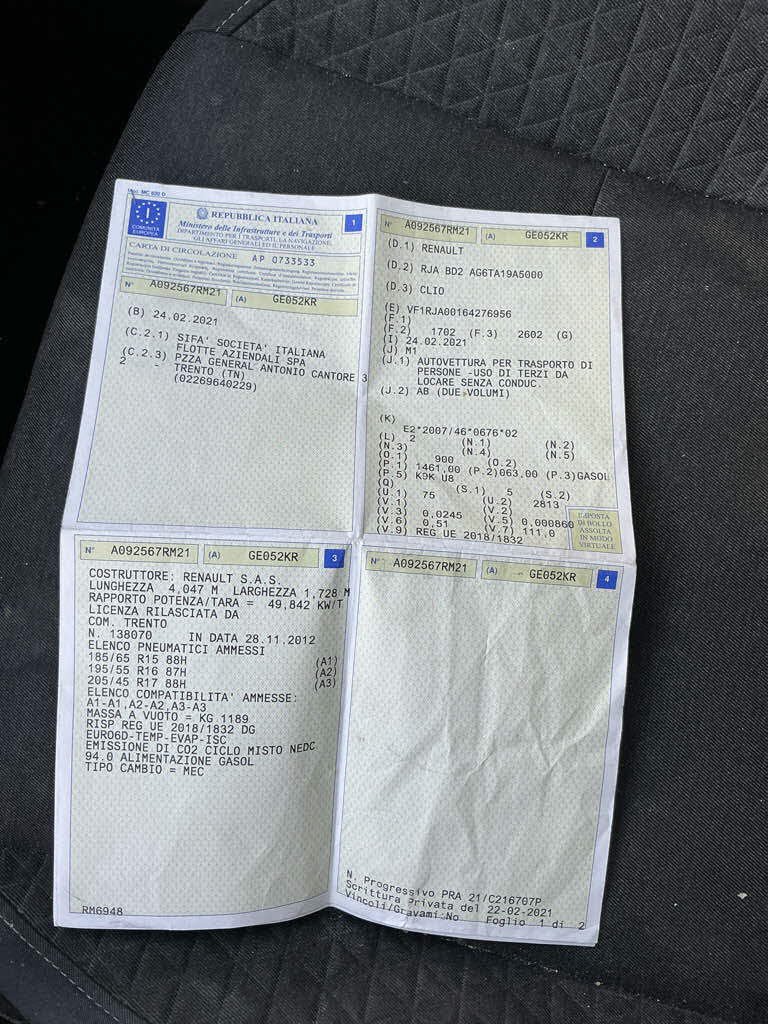 Mod. MC 820 D
COMUNITÀ EUROPEA
I
REPUBBLICA ITALIANA
1
Ministero delle Infrastrutture e dei Trasporti
DIPARTIMENTO PER I TRASPORTI, LA NAVIGAZIONE,
GLI AFFARI GENERALI ED IL PERSONALE
CARTA DI CIRCOLAZIONE AP 0733533
N° A092567RM21 (A) GE052KR
(B) 24.02.2021
(C.2.1) SIFA' SOCIETA' ITALIANA
FLOTTE AZIENDALI SPA
(C.2.3) PZZA GENERAL ANTONIO CANTORE 3
2 - TRENTO (TN)
(02269640229)
N° A092567RM21 (A) GE052KR 2
(D.1) RENAULT
(D.2) RJA BD2 AG6TA19A5000
(D.3) CLIO
(E) VF1RJA00164276956
(F.1)
(F.2) 1702 (F.3) 2602 (G)
(I) 24.02.2021
(J) M1
(J.1) AUTOVETTURA PER TRASPORTO DI
PERSONE -USO DI TERZI DA
LOCARE SENZA CONDUC.
(J.2) AB (DUE VOLUMI)
(K)
E2*2007/46*0676*02
(L) 2 (N.1) (N.2)
(N.3) (N.4) (N.5)
(O.1) 900 (O.2)
(P.1) 1461,00 (P.2)063,00 (P.3)GASOL
(P.5) K9K U8
(Q) (S.1) 5 (S.2)
(U.1) 75 (U.2) 2813
(V.1)
(V.3) 0,0245 (V.5) 0,000860
(V.6) 0,51 (V.7) 111,0
(V.9) REG UE 2018/1832
IMPOSTA
DI BOLLO
ASSOLTA
IN MODO
VIRTUALE
N° A092567RM21 (A) GE052KR 3
COSTRUTTORE: RENAULT S.A.S.
LUNGHEZZA 4,047 M LARGHEZZA 1,728 M
RAPPORTO POTENZA/TARA = 49,842 KW/T
LICENZA RILASCIATA DA
COM. TRENTO
N. 138070 IN DATA 28.11.2012
ELENCO PNEUMATICI AMMESSI
185/65 R15 88H (A1)
195/55 R16 87H (A2)
205/45 R17 88H (A3)
ELENCO COMPATIBILITA' AMMESSE:
A1-A1,A2-A2,A3-A3
MASSA A VUOTO = KG 1189
RISP REG UE 2018/1832 DG
EURO6D-TEMP-EVAP-ISC
EMISSIONE DI CO2 CICLO MISTO NEDC
94.0 ALIMENTAZIONE GASOL
TIPO CAMBIO = MEC
RM6948
N° A092567RM21 (A) GE052KR 4
N. Progressivo PRA 21/C216707P
Scrittura Privata del 22-02-2021
Vincoli/Gravami:No Foglio 1 di 2